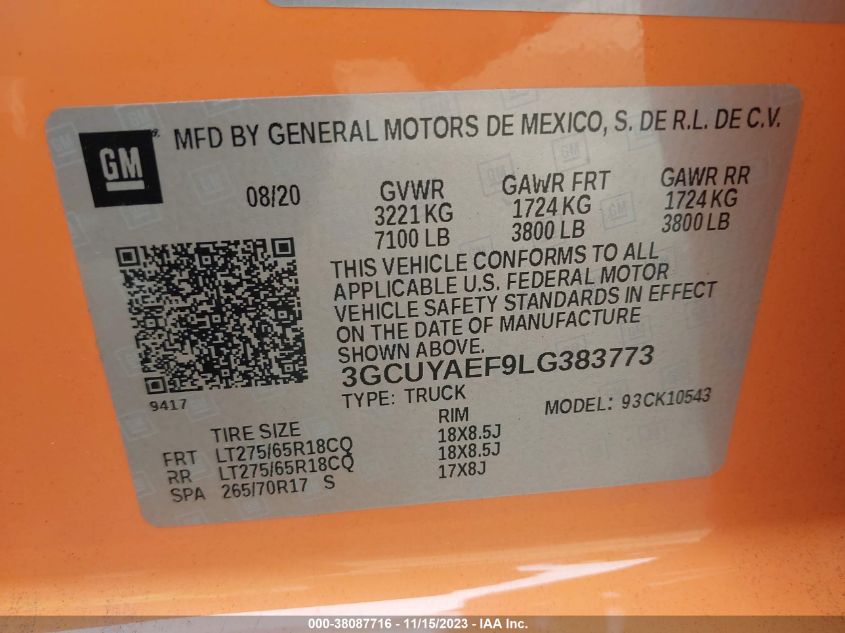 GM
MFD BY GENERAL MOTORS DE MEXICO, S. DE R.L. DE C.V.
08/20
GVWR GAWR FRT GAWR RR
3221 KG 1724 KG 1724 KG
7100 LB 3800 LB 3800 LB
THIS VEHICLE CONFORMS TO ALL
APPLICABLE U.S. FEDERAL MOTOR
VEHICLE SAFETY STANDARDS IN EFFECT
ON THE DATE OF MANUFACTURE
SHOWN ABOVE.
3GCUYAEF9LG383773
9417
TYPE: TRUCK MODEL: 93CK10543
TIRE SIZE RIM
FRT LT275/65R18CQ 18X8.5J
RR LT275/65R18CQ 18X8.5J
SPA 265/70R17 S 17X8J
000-38087716 - 11/15/2023 - IAA Inc.